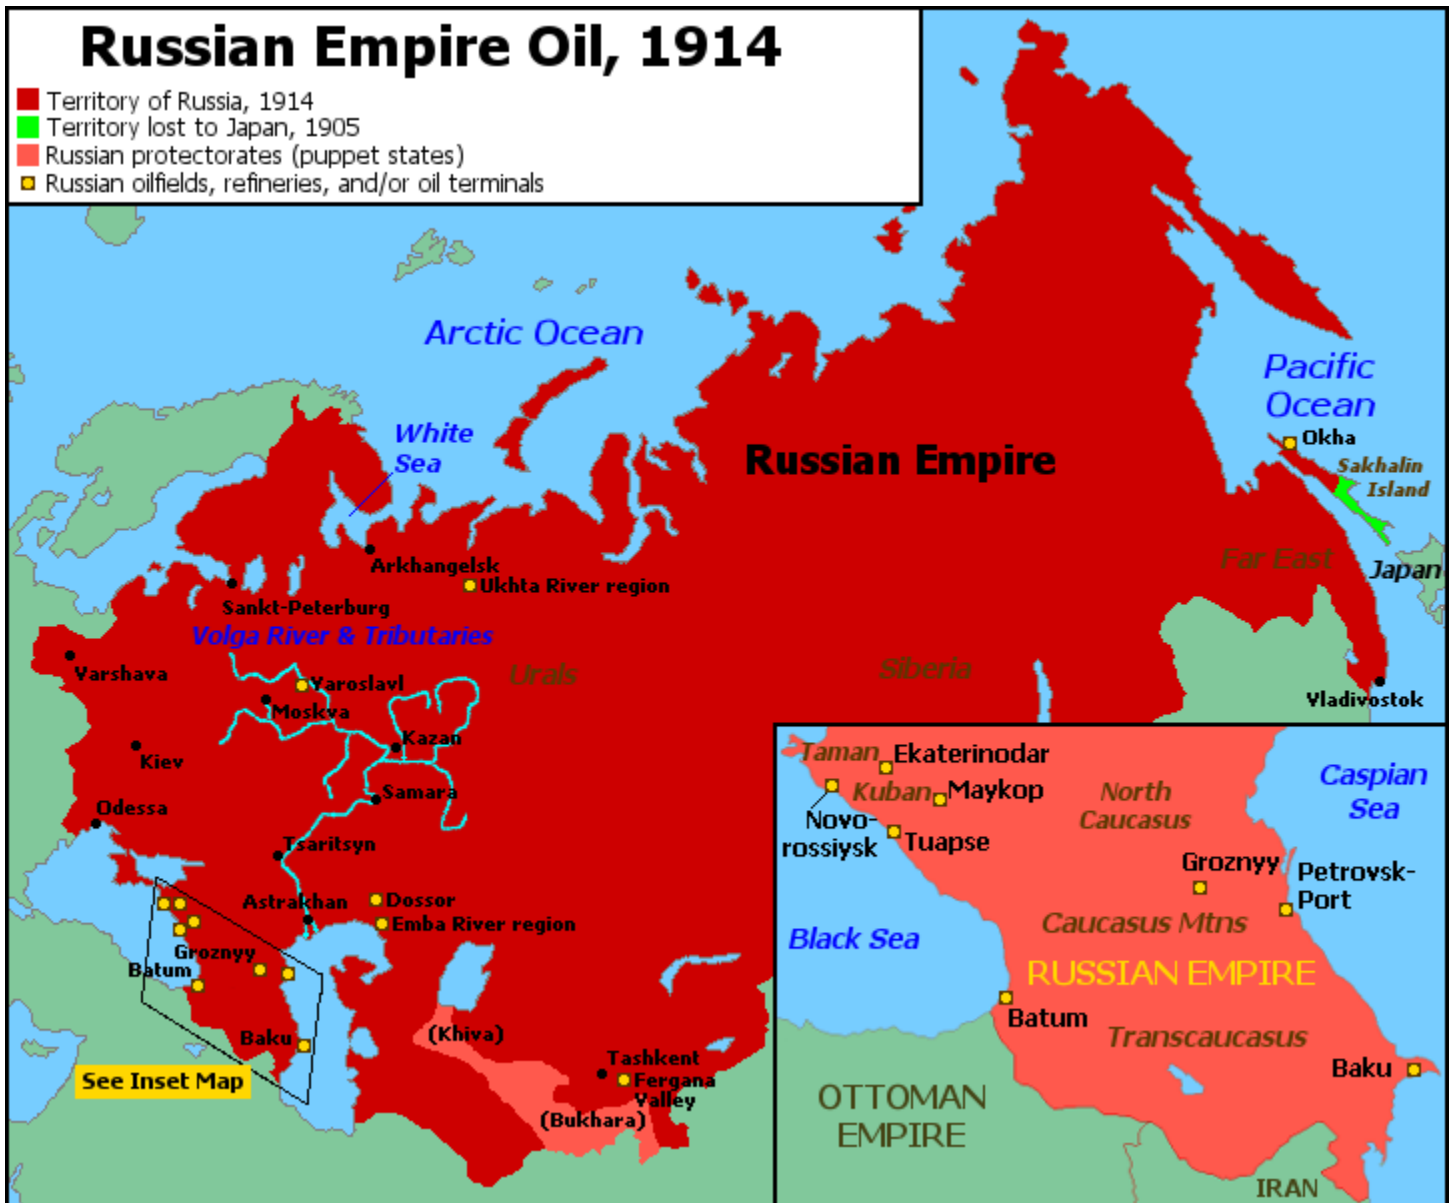 Russian Empire Oil, 1914
Territory of Russia, 1914
Territory lost to Japan, 1905
Russian protectorates (puppet states)
Russian oilfields, refineries, and/or oil terminals
Arctic Ocean
Pacific
Ocean
White
Sea
Okha
Russian Empire
Sakhalin
Island
Far East
Japan
Arkhangelsk
Ukhta River region
Sankt-Peterburg
Volga River & Tributaries
Varshava
Urals
Siberia
Yaroslavl
Moskva
Vladivostok
Kazan
Kiev
Samara
Odessa
Tsaritsyn
Astrakhan
Dossor
Emba River region
Groznyy
Batum
Baku
(Khiva)
Tashkent
Fergana
Valley
(Bukhara)
See Inset Map
Taman
Ekaterinodar
Kuban
Maykop
North
Caucasus
Caspian
Sea
Novo-
rossiysk
Tuapse
Groznyy
Petrovsk-
Port
Caucasus Mtns
Black Sea
RUSSIAN EMPIRE
Batum
Transcaucasus
Baku
OTTOMAN
EMPIRE
IRAN